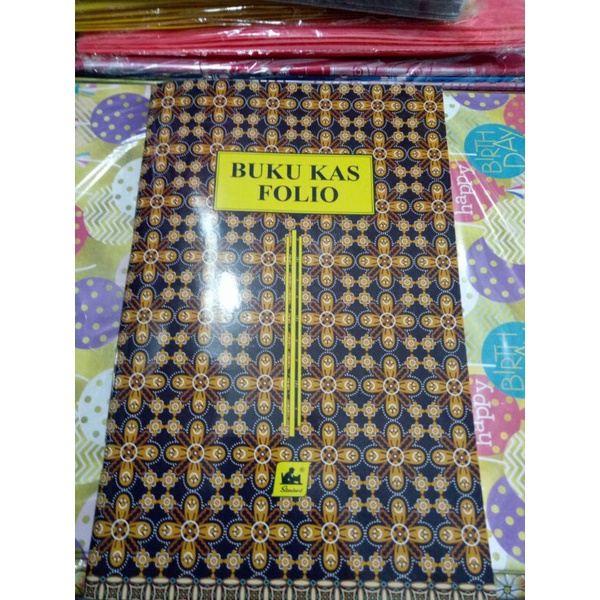 BUKU KAS
FOLIO
®
happy
BIRTH
DAY
happy
BIRTH